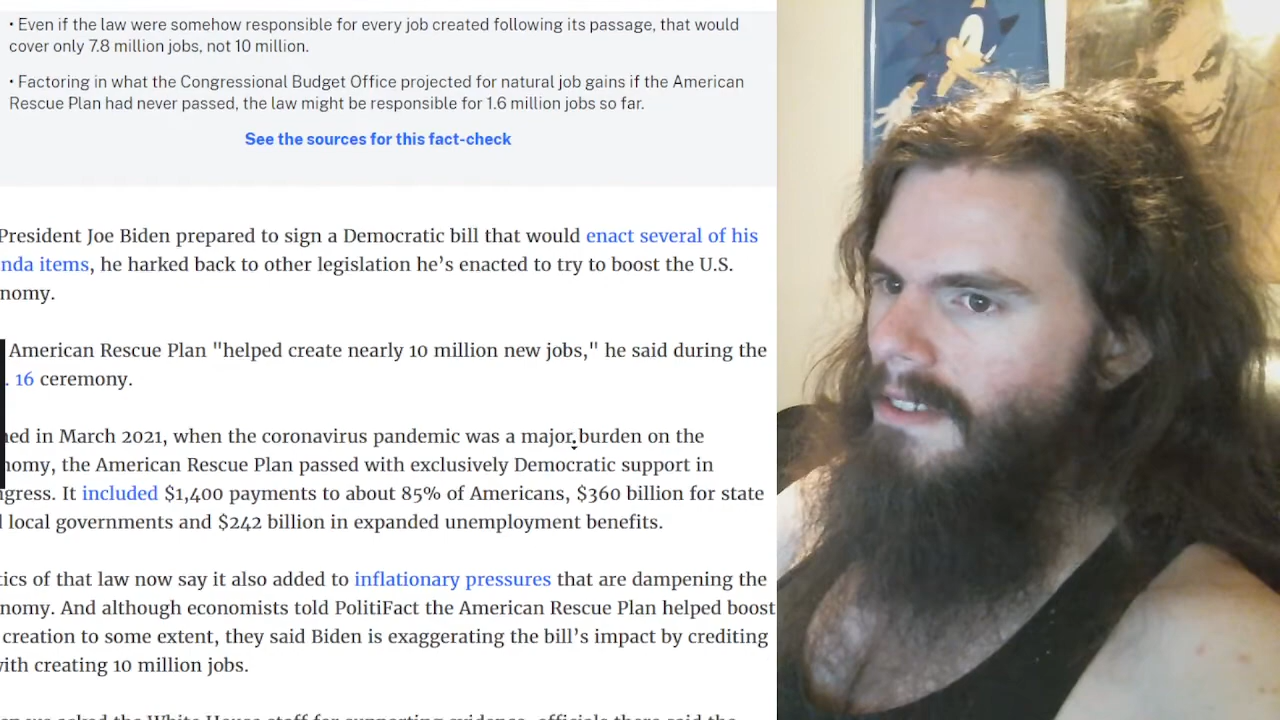 • Even if the law were somehow responsible for every job created following its passage, that would
cover only 7.8 million jobs, not 10 million.
• Factoring in what the Congressional Budget Office projected for natural job gains if the American
Rescue Plan had never passed, the law might be responsible for 1.6 million jobs so far.
See the sources for this fact-check
President Joe Biden prepared to sign a Democratic bill that would enact several of his
nda items, he harked back to other legislation he’s enacted to try to boost the U.S.
nomy.
American Rescue Plan "helped create nearly 10 million new jobs," he said during the
. 16 ceremony.
ned in March 2021, when the coronavirus pandemic was a major burden on the
nomy, the American Rescue Plan passed with exclusively Democratic support in
ngress. It included $1,400 payments to about 85% of Americans, $360 billion for state
l local governments and $242 billion in expanded unemployment benefits.
tics of that law now say it also added to inflationary pressures that are dampening the
nomy. And although economists told PolitiFact the American Rescue Plan helped boost
creation to some extent, they said Biden is exaggerating the bill’s impact by crediting
with creating 10 million jobs.